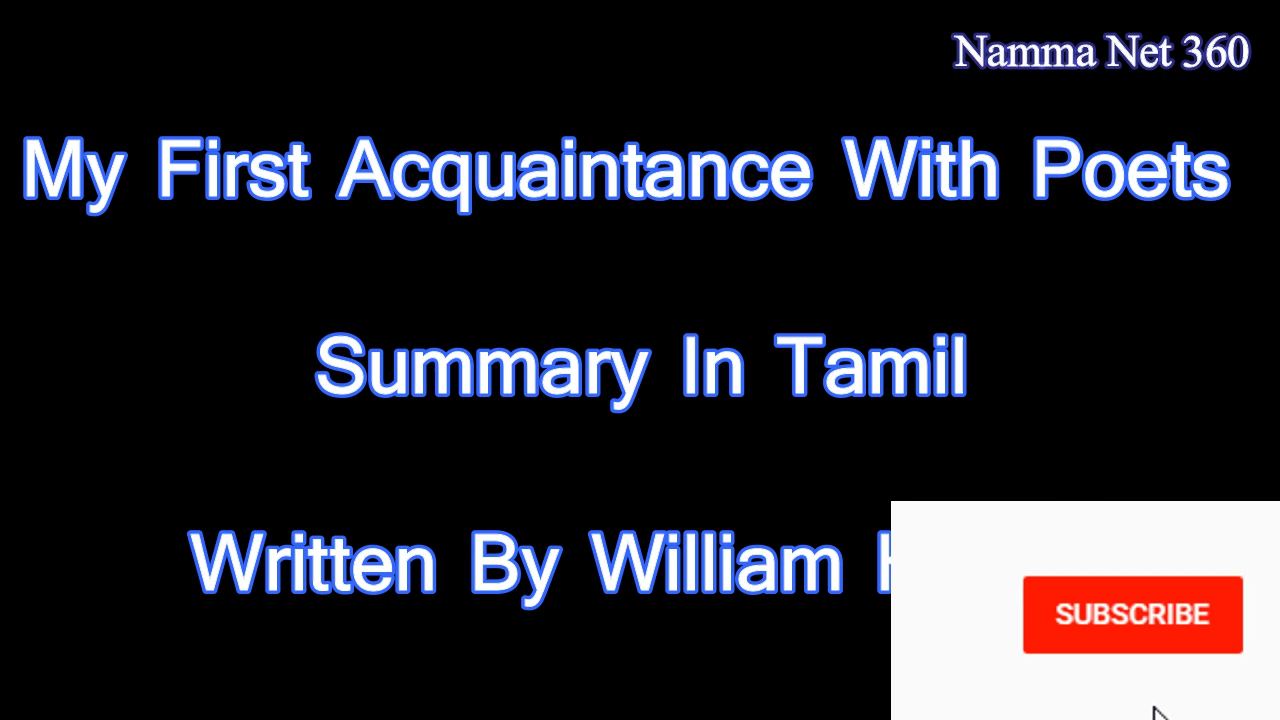 Namma Net 360
My First Acquaintance With Poets
Summary In Tamil
Written By William
SUBSCRIBE